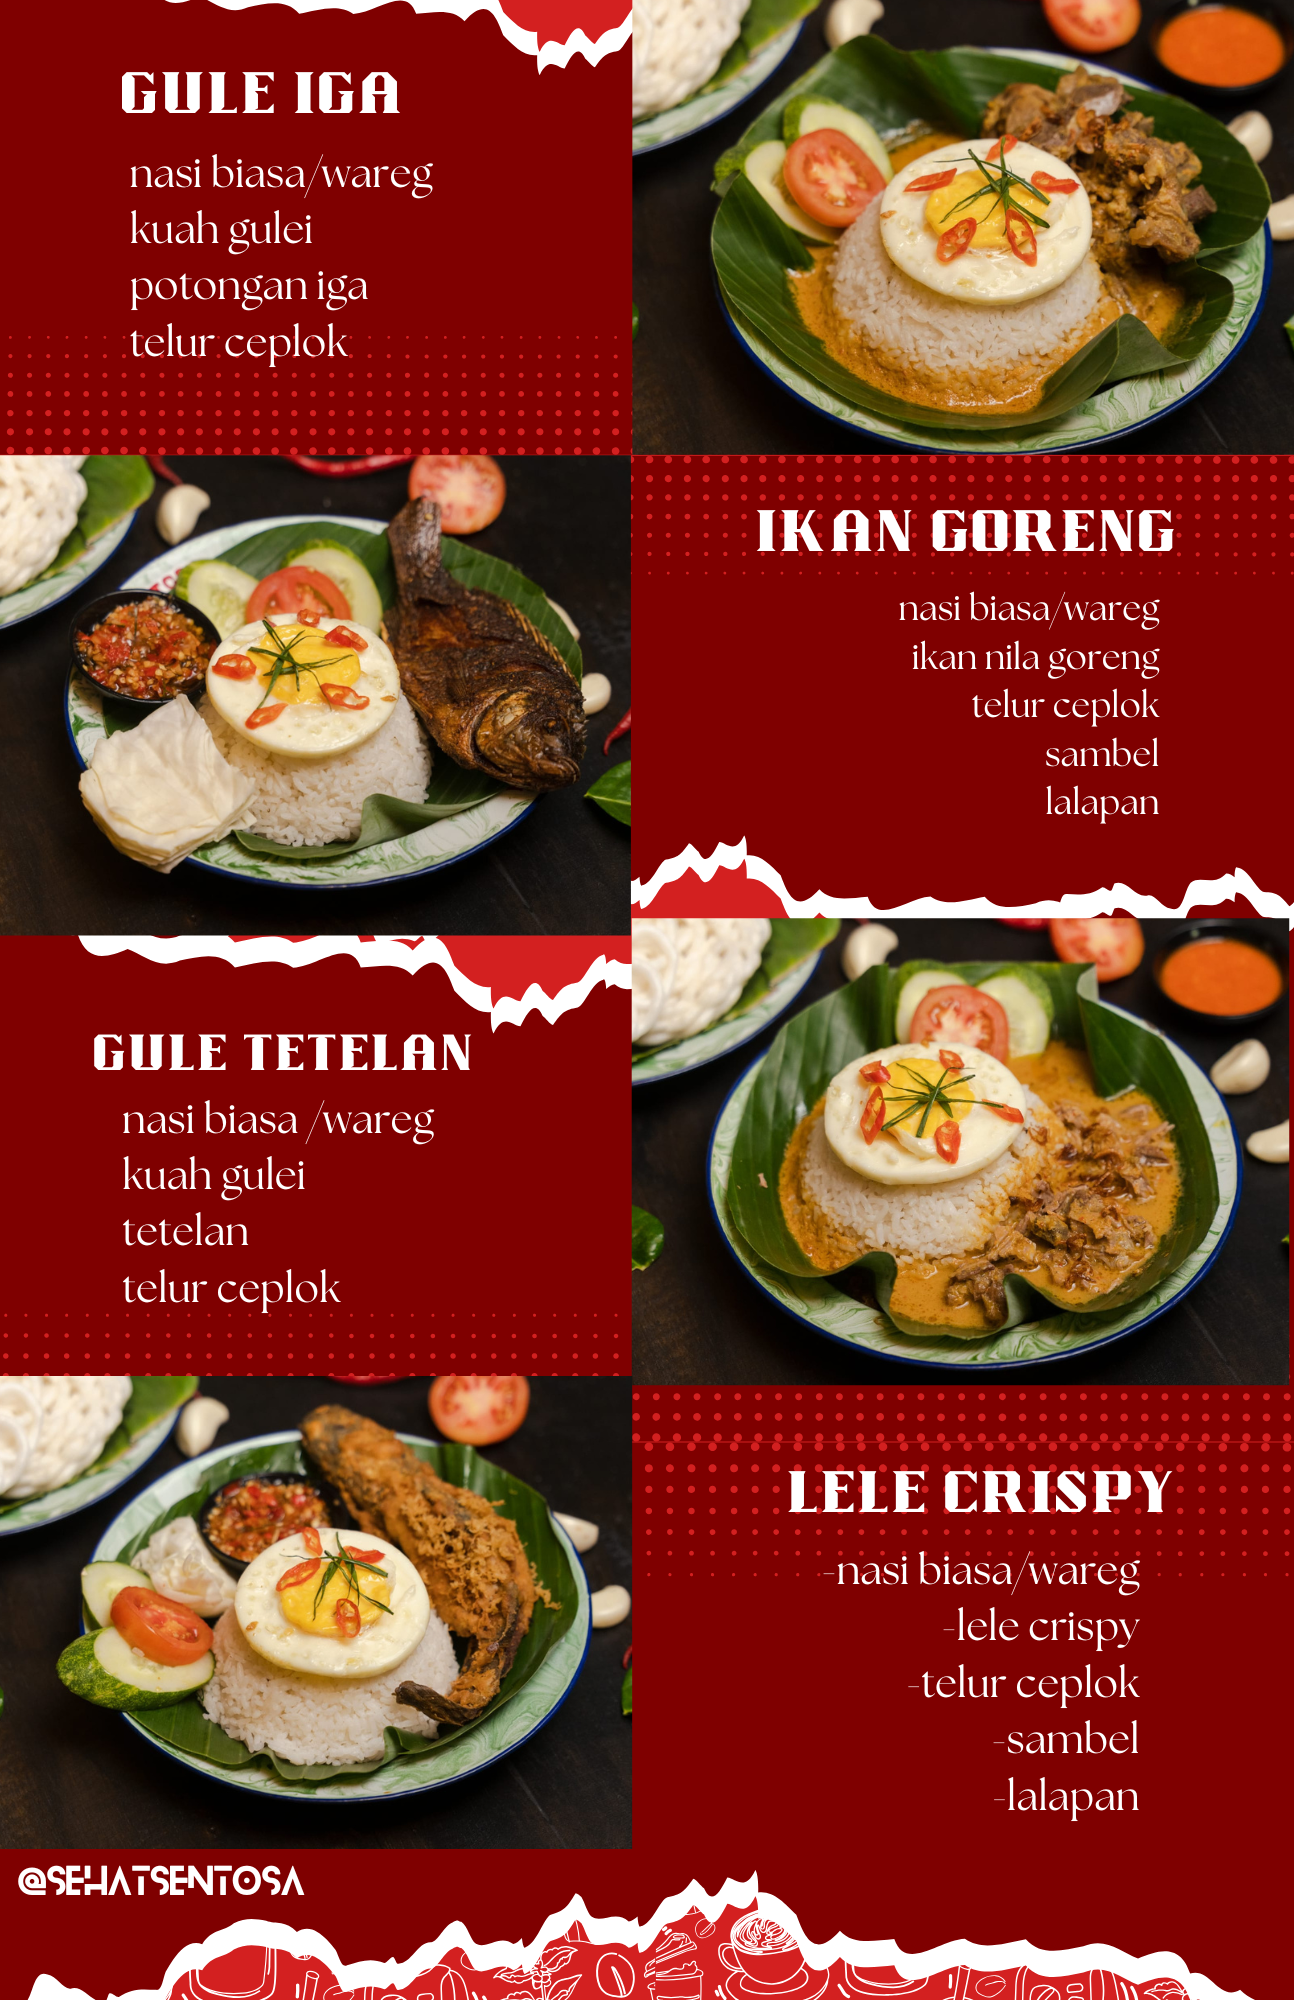 GULE IGA
nasi biasa/wareg
kuah gulei
potongan iga
telur ceplok
IKAN GORENG
nasi biasa/wareg
ikan nila goreng
telur ceplok
sambel
lalapan
GULE TETELAN
nasi biasa /wareg
kuah gulei
tetelan
telur ceplok
LELE CRISPY
-nasi biasa/wareg
-lele crispy
-telur ceplok
-sambel
-lalapan
@SEHATSENTOSA